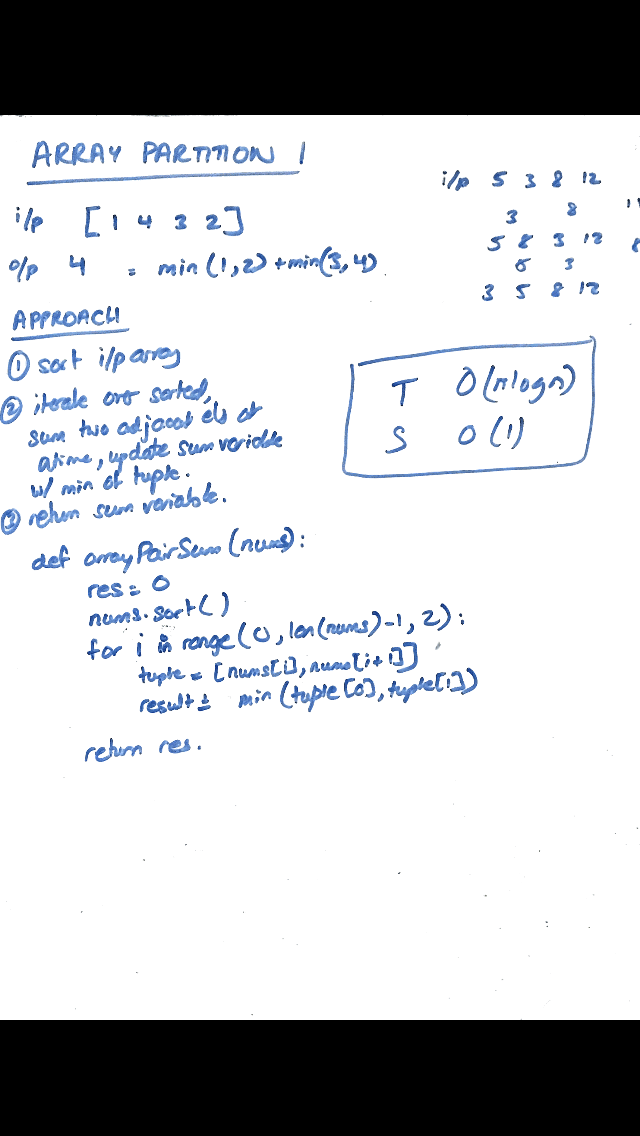 ARRAY PARTITION 1
i/p [1 4 3 2]
o/p 4 = min(1,2)+min(3,4)
i/p 5 3 8 12
3 8
5 8 3 12
8 3
3 5 8 12
APPROACH
① sort i/p array
② iterate over sorted,
sum two adjacent els at
atime, update sum variable
w/ min of tuple.
③ return sum variable.
T O(nlogn)
S O(1)
def arrayPairSum(nums):
res = 0
nums.sort()
for i in range(0, len(nums)-1, 2):
tuple = [nums[i], nums[i+1]]
result ± min(tuple[0], tuple[1])
return res.